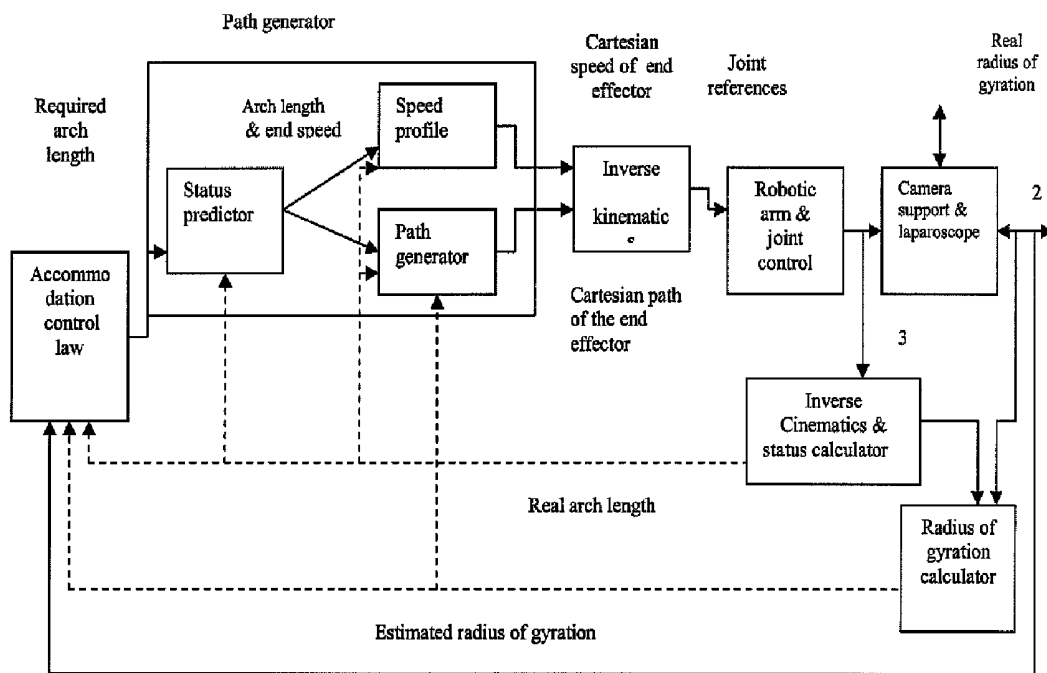 Path generator
Cartesian
speed of end
effector
Joint
references
Real
radius of
gyration
Required
arch
length
Arch length
& end speed
Speed
profile
Status
predictor
Path
generator
Inverse
kinematic
Robotic
arm &
joint
control
Camera
support &
laparoscope
2
Accommo
dation
control
law
Cartesian path
of the end
effector
3
Inverse
Cinematics &
status calculator
Real arch length
Radius of
gyration
calculator
Estimated radius of gyration